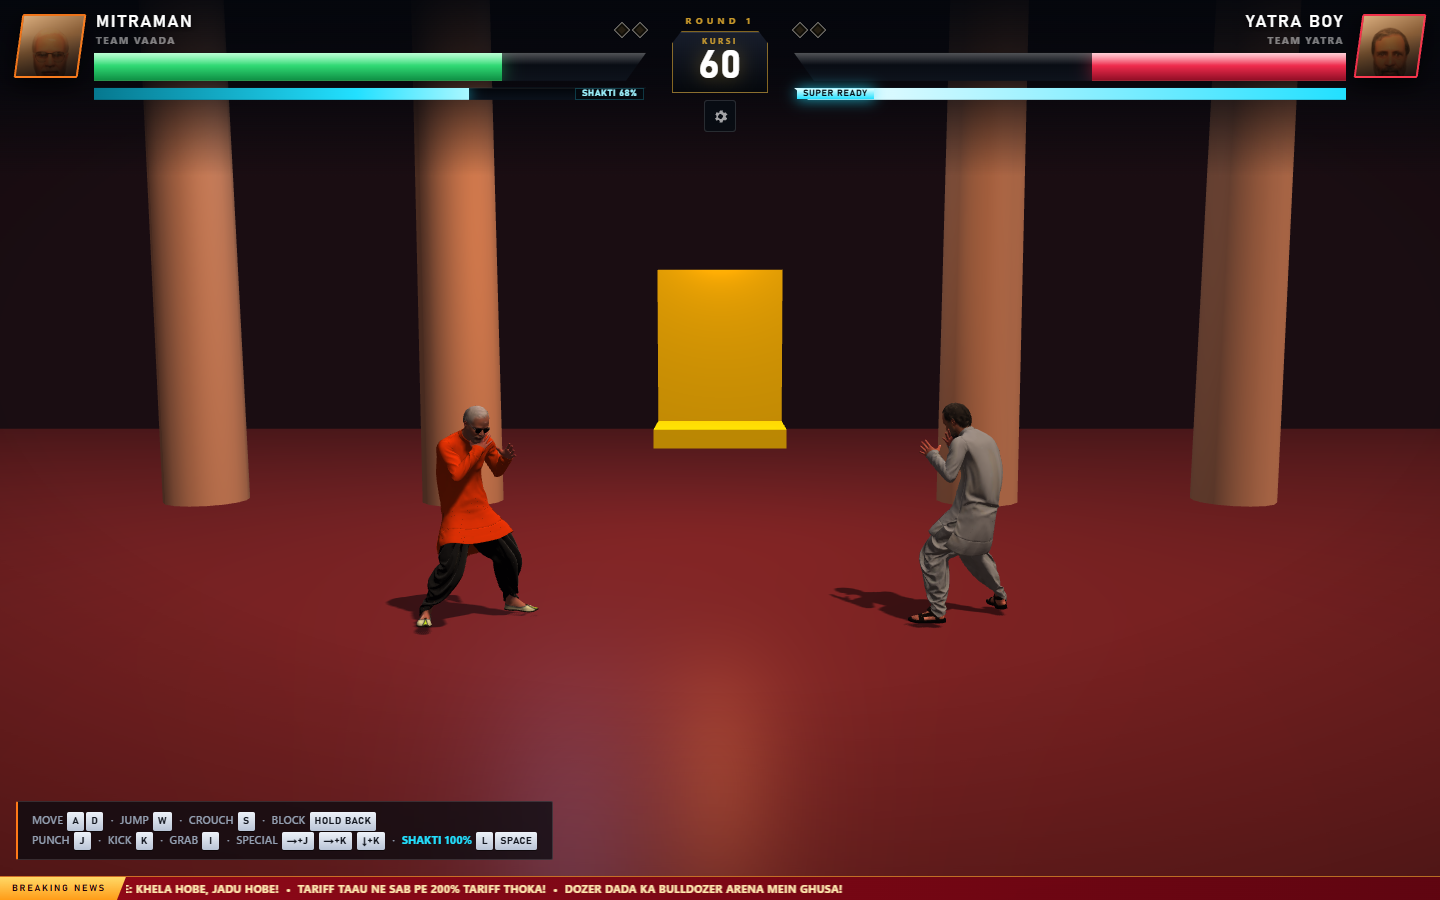 MITRAMAN
TEAM VAADA
SHAKTI 68%
ROUND 1
KURSI
60
YATRA BOY
TEAM YATRA
SUPER READY
MOVE A D · JUMP W · CROUCH S · BLOCK HOLD BACK
PUNCH J · KICK K · GRAB I · SPECIAL →+J →+K ↓+K · SHAKTI 100% L SPACE
BREAKING NEWS
: KHELA HOBE, JADU HOBE! • TARIFF TAAU NE SAB PE 200% TARIFF THOKA! • DOZER DADA KA BULLDOZER ARENA MEIN GHUSA!